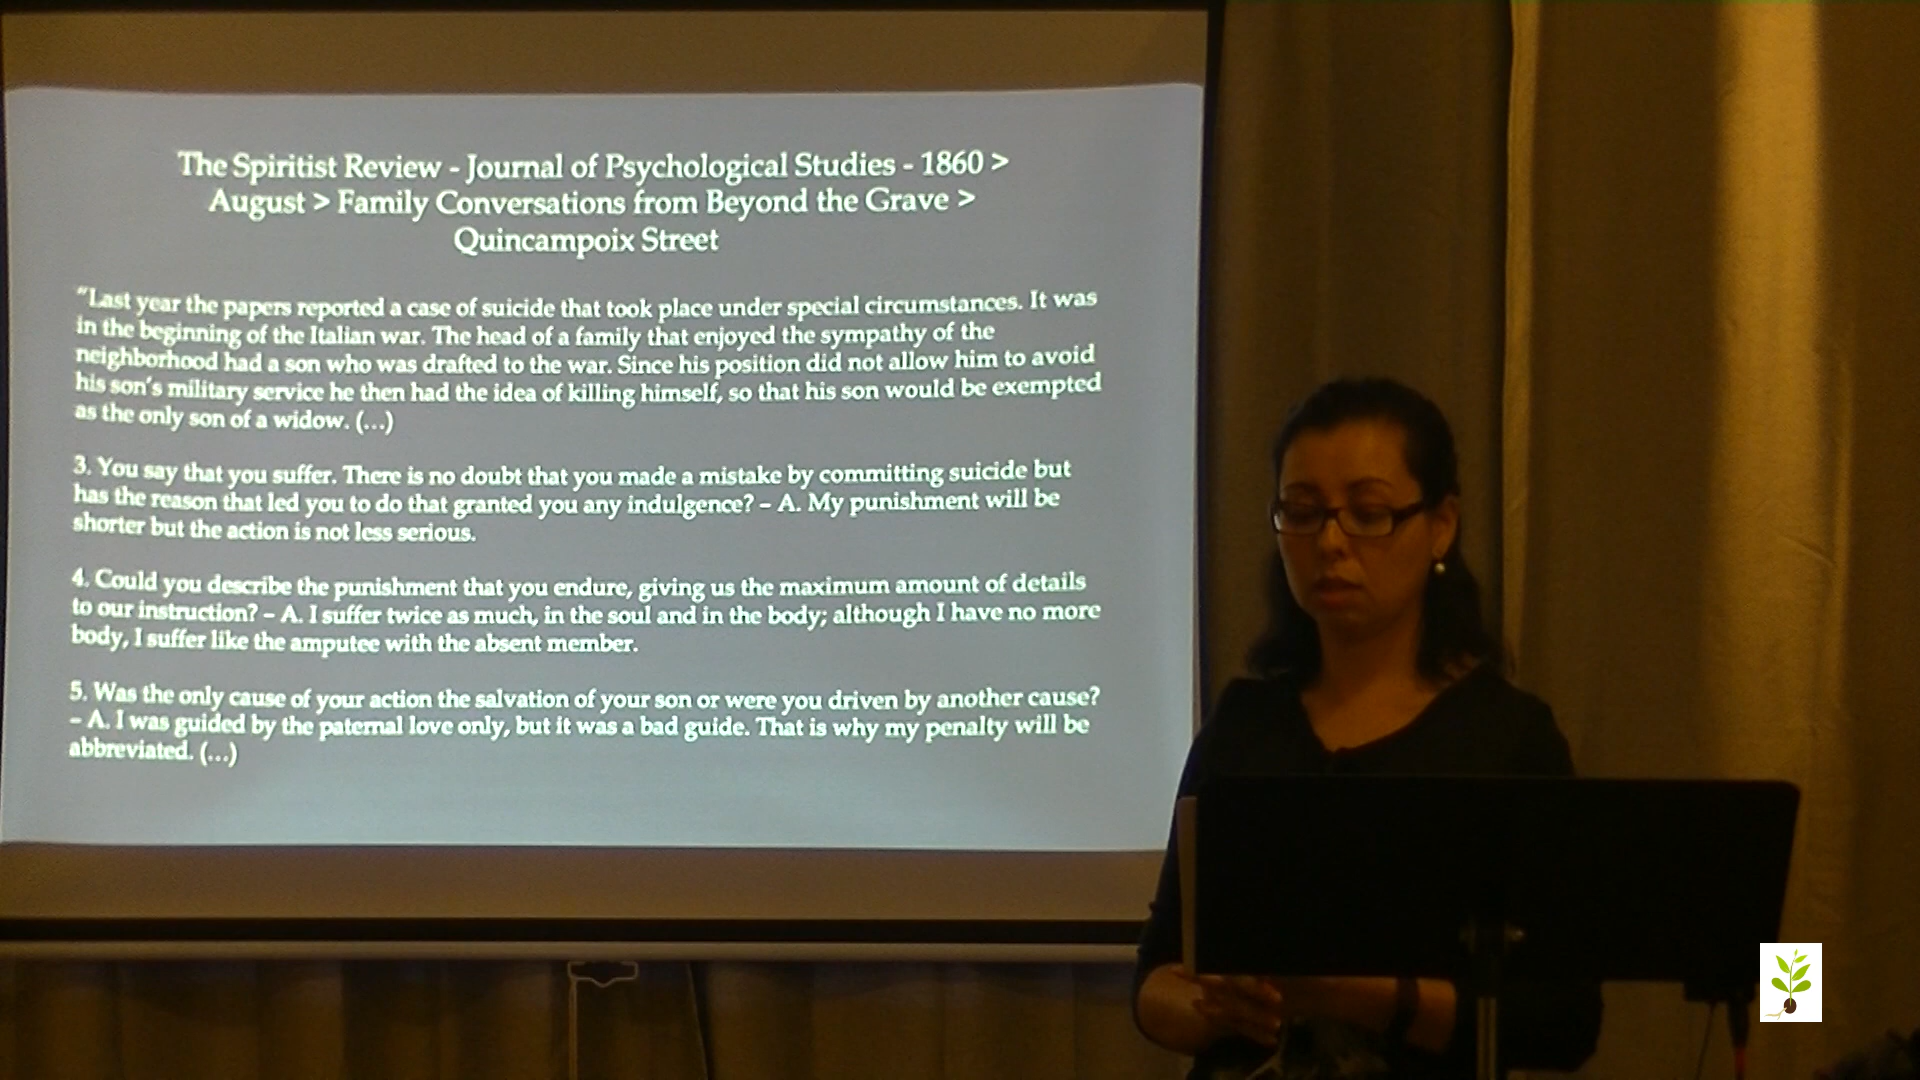 The Spiritist Review - Journal of Psychological Studies - 1860 >
August > Family Conversations from Beyond the Grave >
Quincampoix Street
"Last year the papers reported a case of suicide that took place under special circumstances. It was
in the beginning of the Italian war. The head of a family that enjoyed the sympathy of the
neighborhood had a son who was drafted to the war. Since his position did not allow him to avoid
his son's military service he then had the idea of killing himself, so that his son would be exempted
as the only son of a widow. (...)
3. You say that you suffer. There is no doubt that you made a mistake by committing suicide but
has the reason that led you to do that granted you any indulgence? – A. My punishment will be
shorter but the action is not less serious.
4. Could you describe the punishment that you endure, giving us the maximum amount of details
to our instruction? – A. I suffer twice as much, in the soul and in the body; although I have no more
body, I suffer like the amputee with the absent member.
5. Was the only cause of your action the salvation of your son or were you driven by another cause?
– A. I was guided by the paternal love only, but it was a bad guide. That is why my penalty will be
abbreviated. (...)